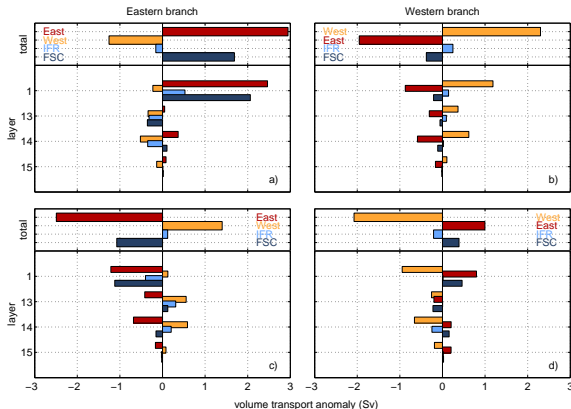 Eastern branch
Western branch
total
East
West
IFR
FSC
West
East
IFR
FSC
layer
1
13
14
15
a)
b)
total
East
West
IFR
FSC
West
East
IFR
FSC
layer
1
13
14
15
c)
d)
−3 −2 −1 0 1 2 3
−3 −2 −1 0 1 2 3
volume transport anomaly (Sv)